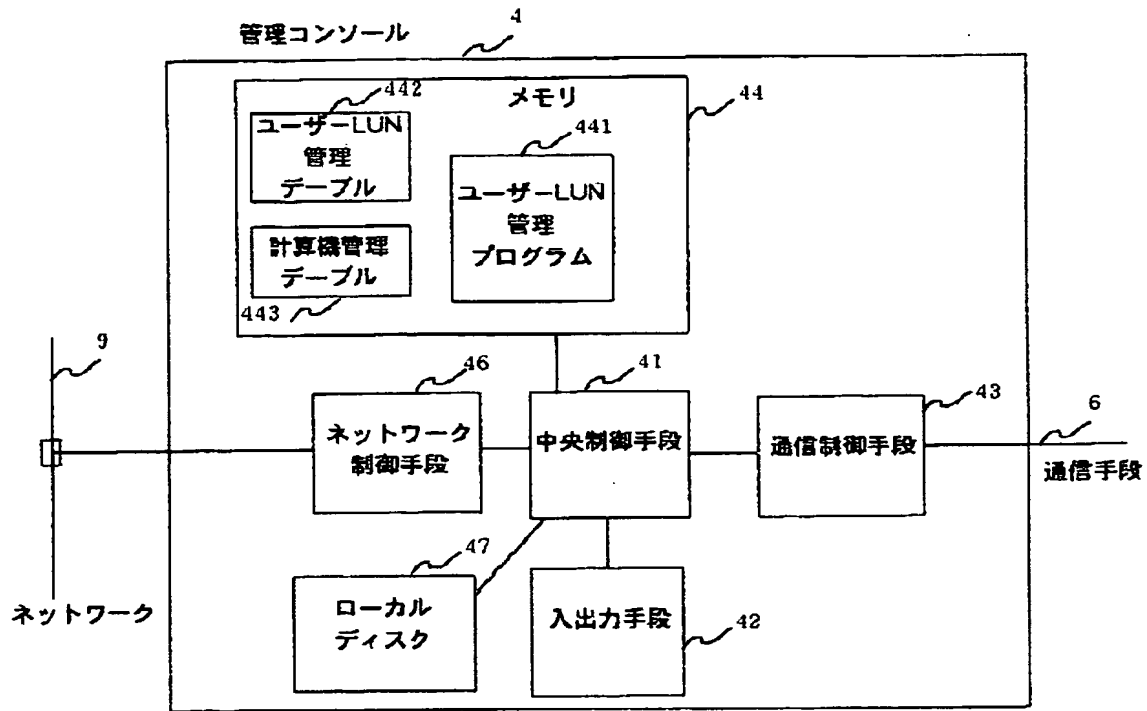 管理コンソール
4
442
メモリ
44
ユーザーLUN
管理
テーブル
441
ユーザーLUN
管理
プログラム
計算機管理
テーブル
443
9
46
41
43
6
ネットワーク
制御手段
中央制御手段
通信制御手段
通信手段
47
ローカル
ディスク
入出力手段
42
ネットワーク